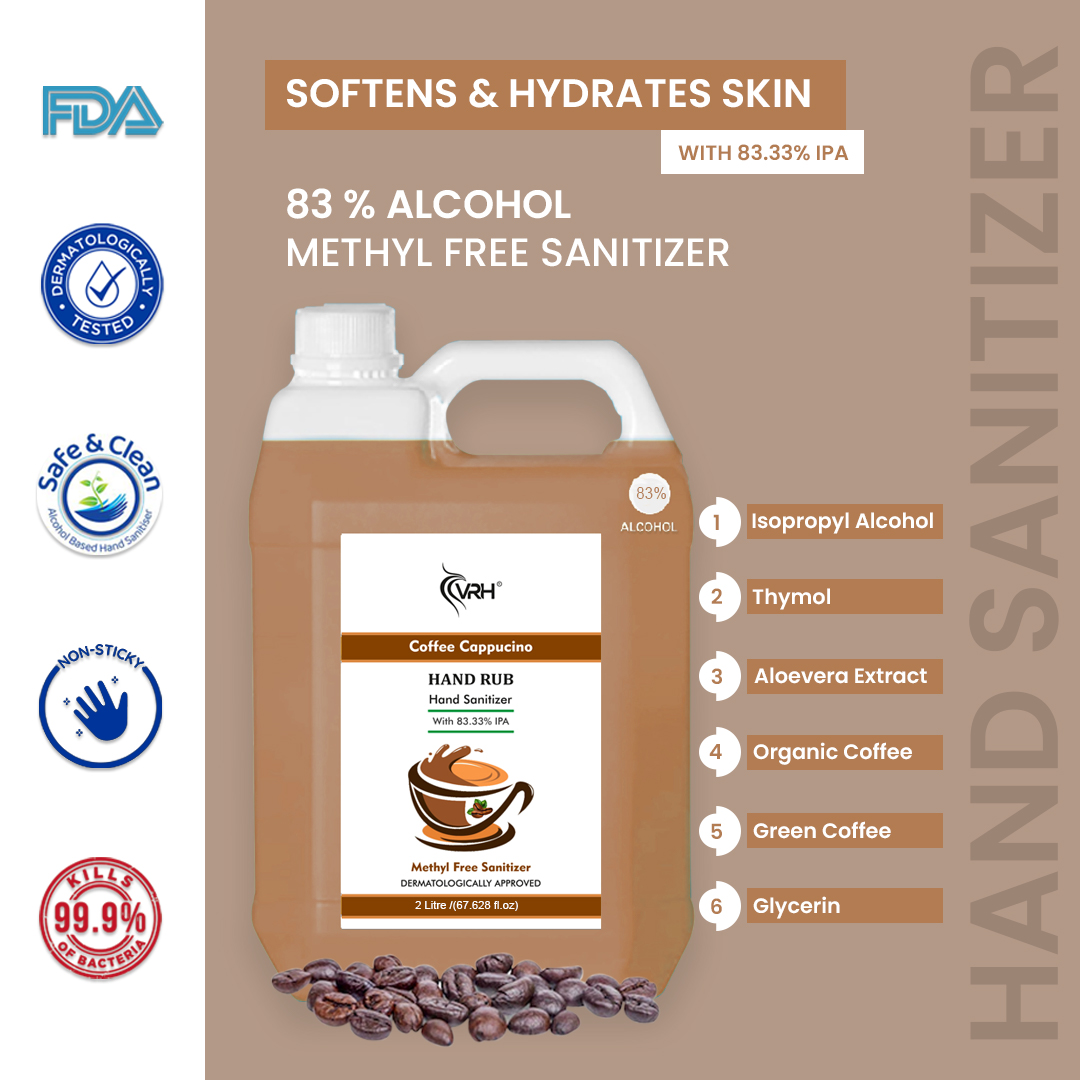 FDA
DERMATOLOGICALLY
TESTED
Safe & Clean
Alcohol Based Hand Sanitiser
NON-STICKY
KILLS
99.9%
OF BACTERIA
SOFTENS & HYDRATES SKIN
WITH 83.33% IPA
83 % ALCOHOL
METHYL FREE SANITIZER
83%
ALCOHOL
VRH®
Coffee Cappucino
HAND RUB
Hand Sanitizer
With 83.33% IPA
Methyl Free Sanitizer
DERMATOLOGICALLY APPROVED
2 Litre /(67.628 fl.oz)
1 Isopropyl Alcohol
2 Thymol
3 Aloevera Extract
4 Organic Coffee
5 Green Coffee
6 Glycerin
HAND SANITIZER